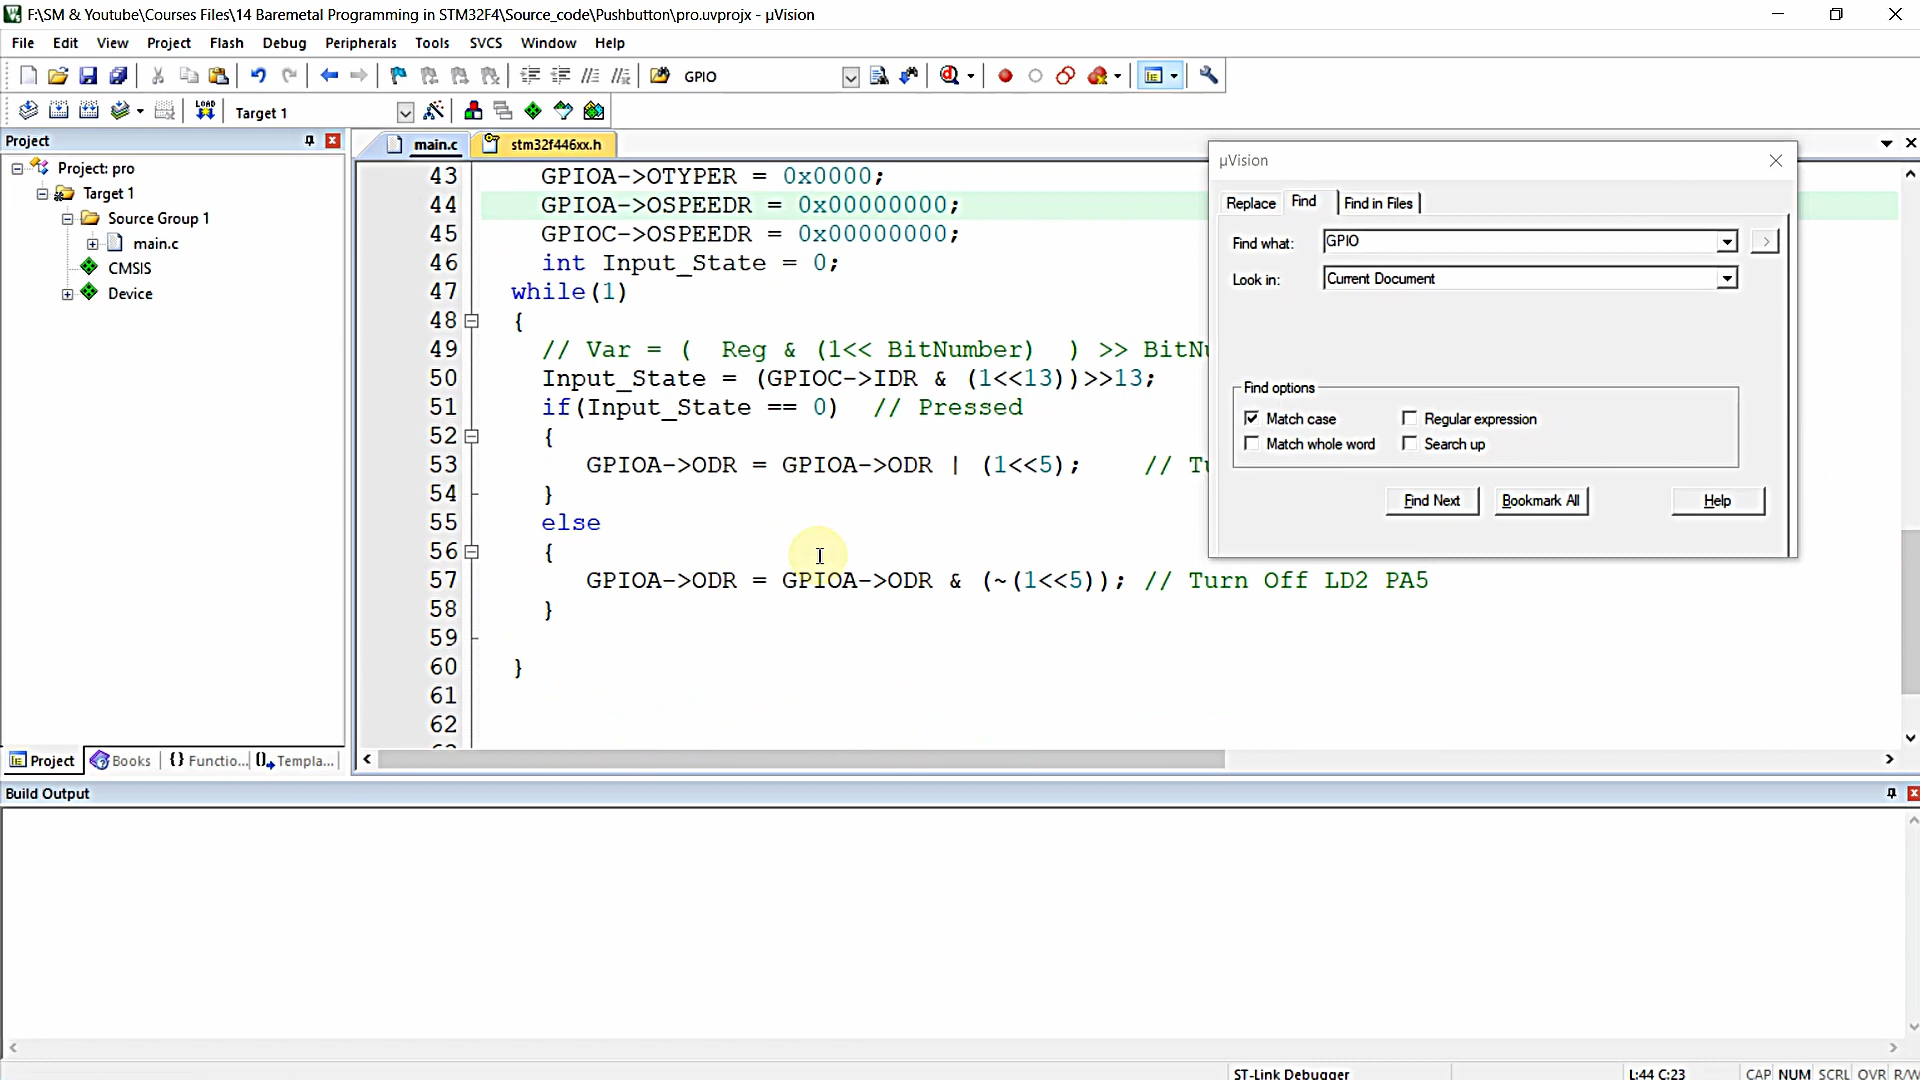 F:\SM & Youtube\Courses Files\14 Baremetal Programming in STM32F4\Source_code\Pushbutton\pro.uvprojx - µVision
File Edit View Project Flash Debug Peripherals Tools SVCS Window Help
GPIO
LOAD Target 1
Project
Project: pro
Target 1
Source Group 1
main.c
CMSIS
Device
Project Books {} Functio... Templa...
main.c stm32f446xx.h
43 GPIOA->OTYPER = 0x0000;
44 GPIOA->OSPEEDR = 0x00000000;
45 GPIOC->OSPEEDR = 0x00000000;
46 int Input_State = 0;
47 while(1)
48 {
49 // Var = ( Reg & (1<< BitNumber) ) >> BitNu
50 Input_State = (GPIOC->IDR & (1<<13))>>13;
51 if(Input_State == 0) // Pressed
52 {
53 GPIOA->ODR = GPIOA->ODR | (1<<5); // Tu
54 }
55 else
56 {
57 GPIOA->ODR = GPIOA->ODR & (~(1<<5)); // Turn Off LD2 PA5
58 }
59
60 }
61
62
µVision
Replace Find Find in Files
Find what: GPIO
Look in: Current Document
Find options
Match case Regular expression
Match whole word Search up
Find Next Bookmark All Help
Build Output
ST-Link Debugger L:44 C:23 CAP NUM SCRL OVR R/W